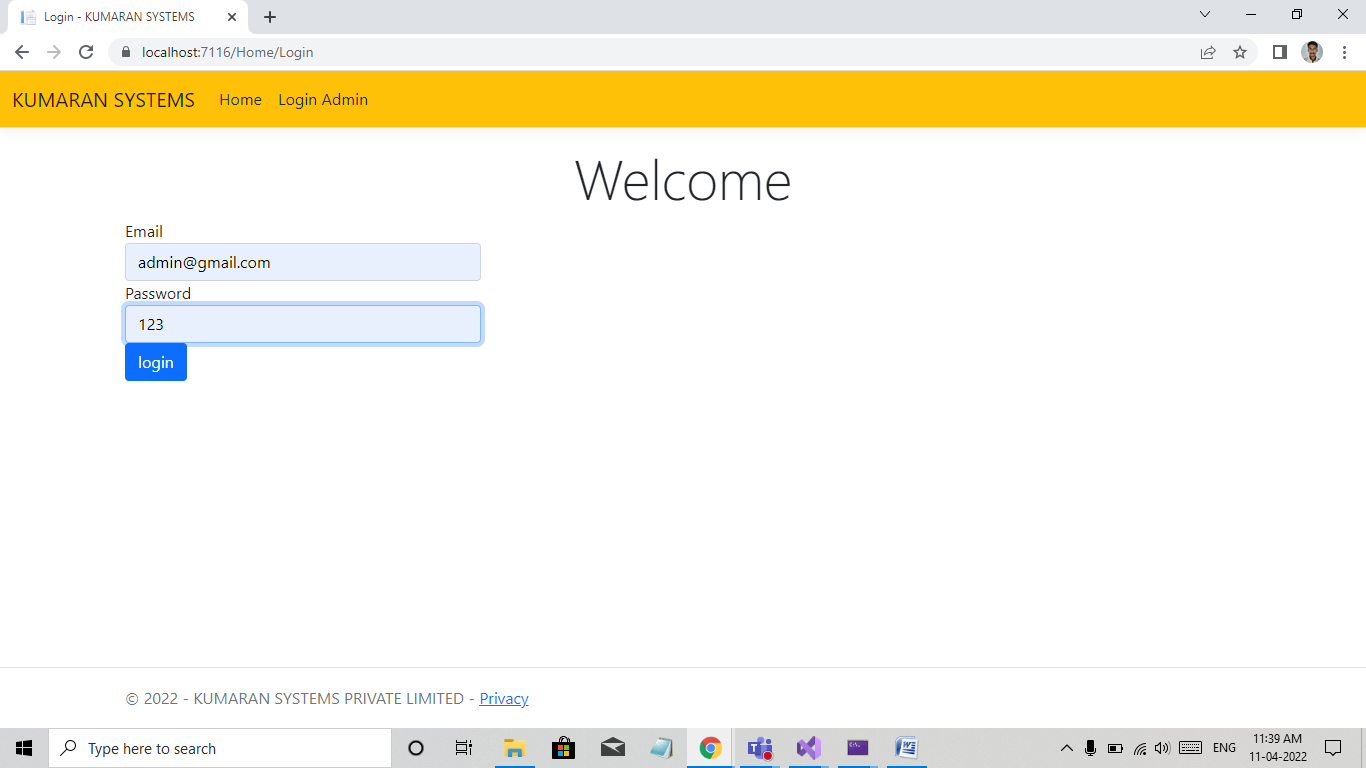 Login - KUMARAN SYSTEMS
localhost:7116/Home/Login
KUMARAN SYSTEMS Home Login Admin
Welcome
Email
admin@gmail.com
Password
123
login
© 2022 - KUMARAN SYSTEMS PRIVATE LIMITED - Privacy
Type here to search
ENG
11:39 AM
11-04-2022